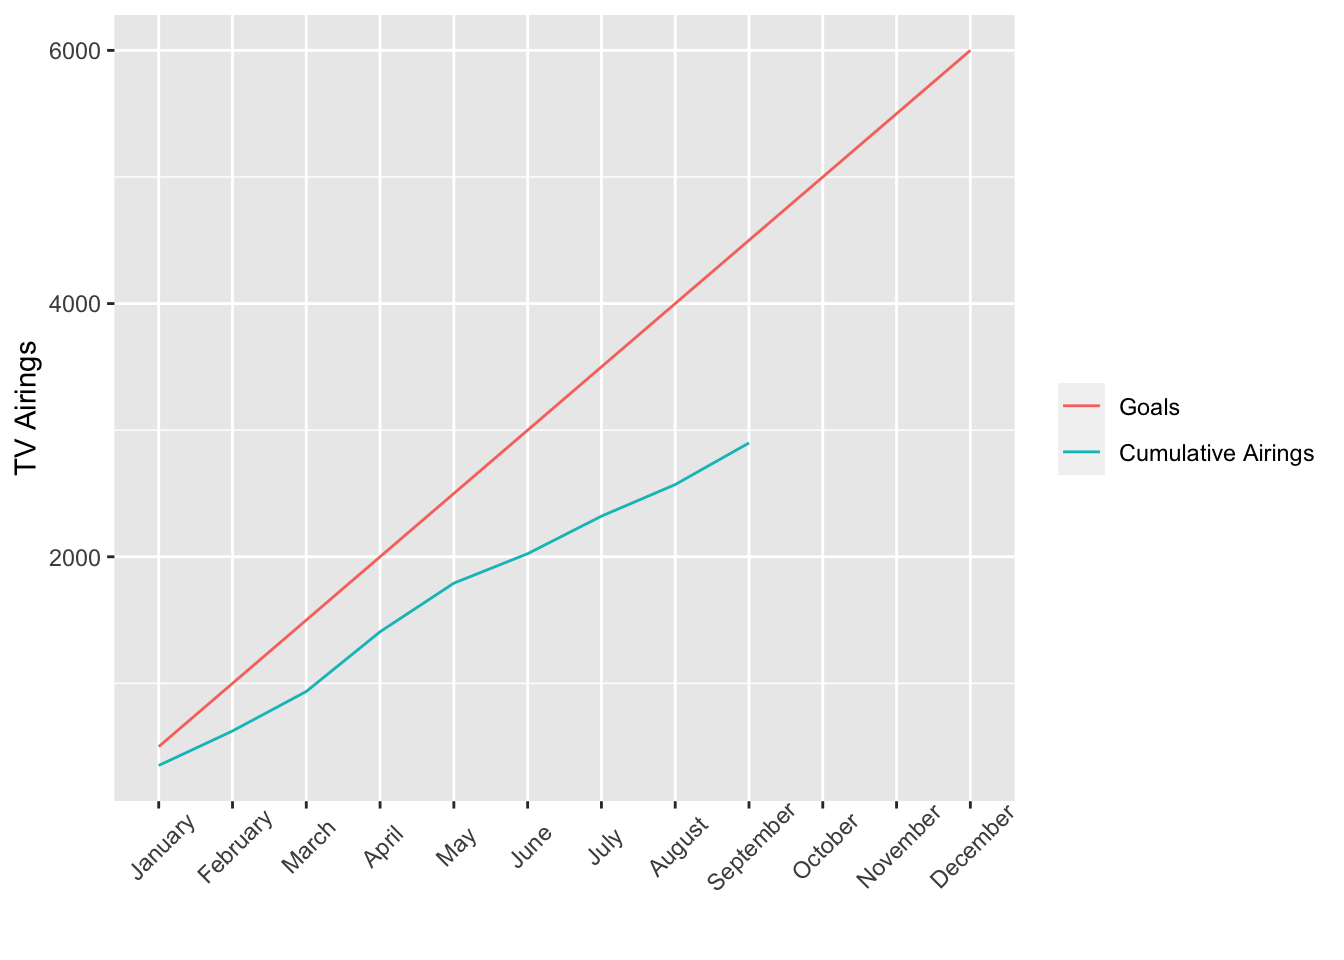 6000
4000
2000
TV Airings
January
February
March
April
May
June
July
August
September
October
November
December
Goals
Cumulative Airings